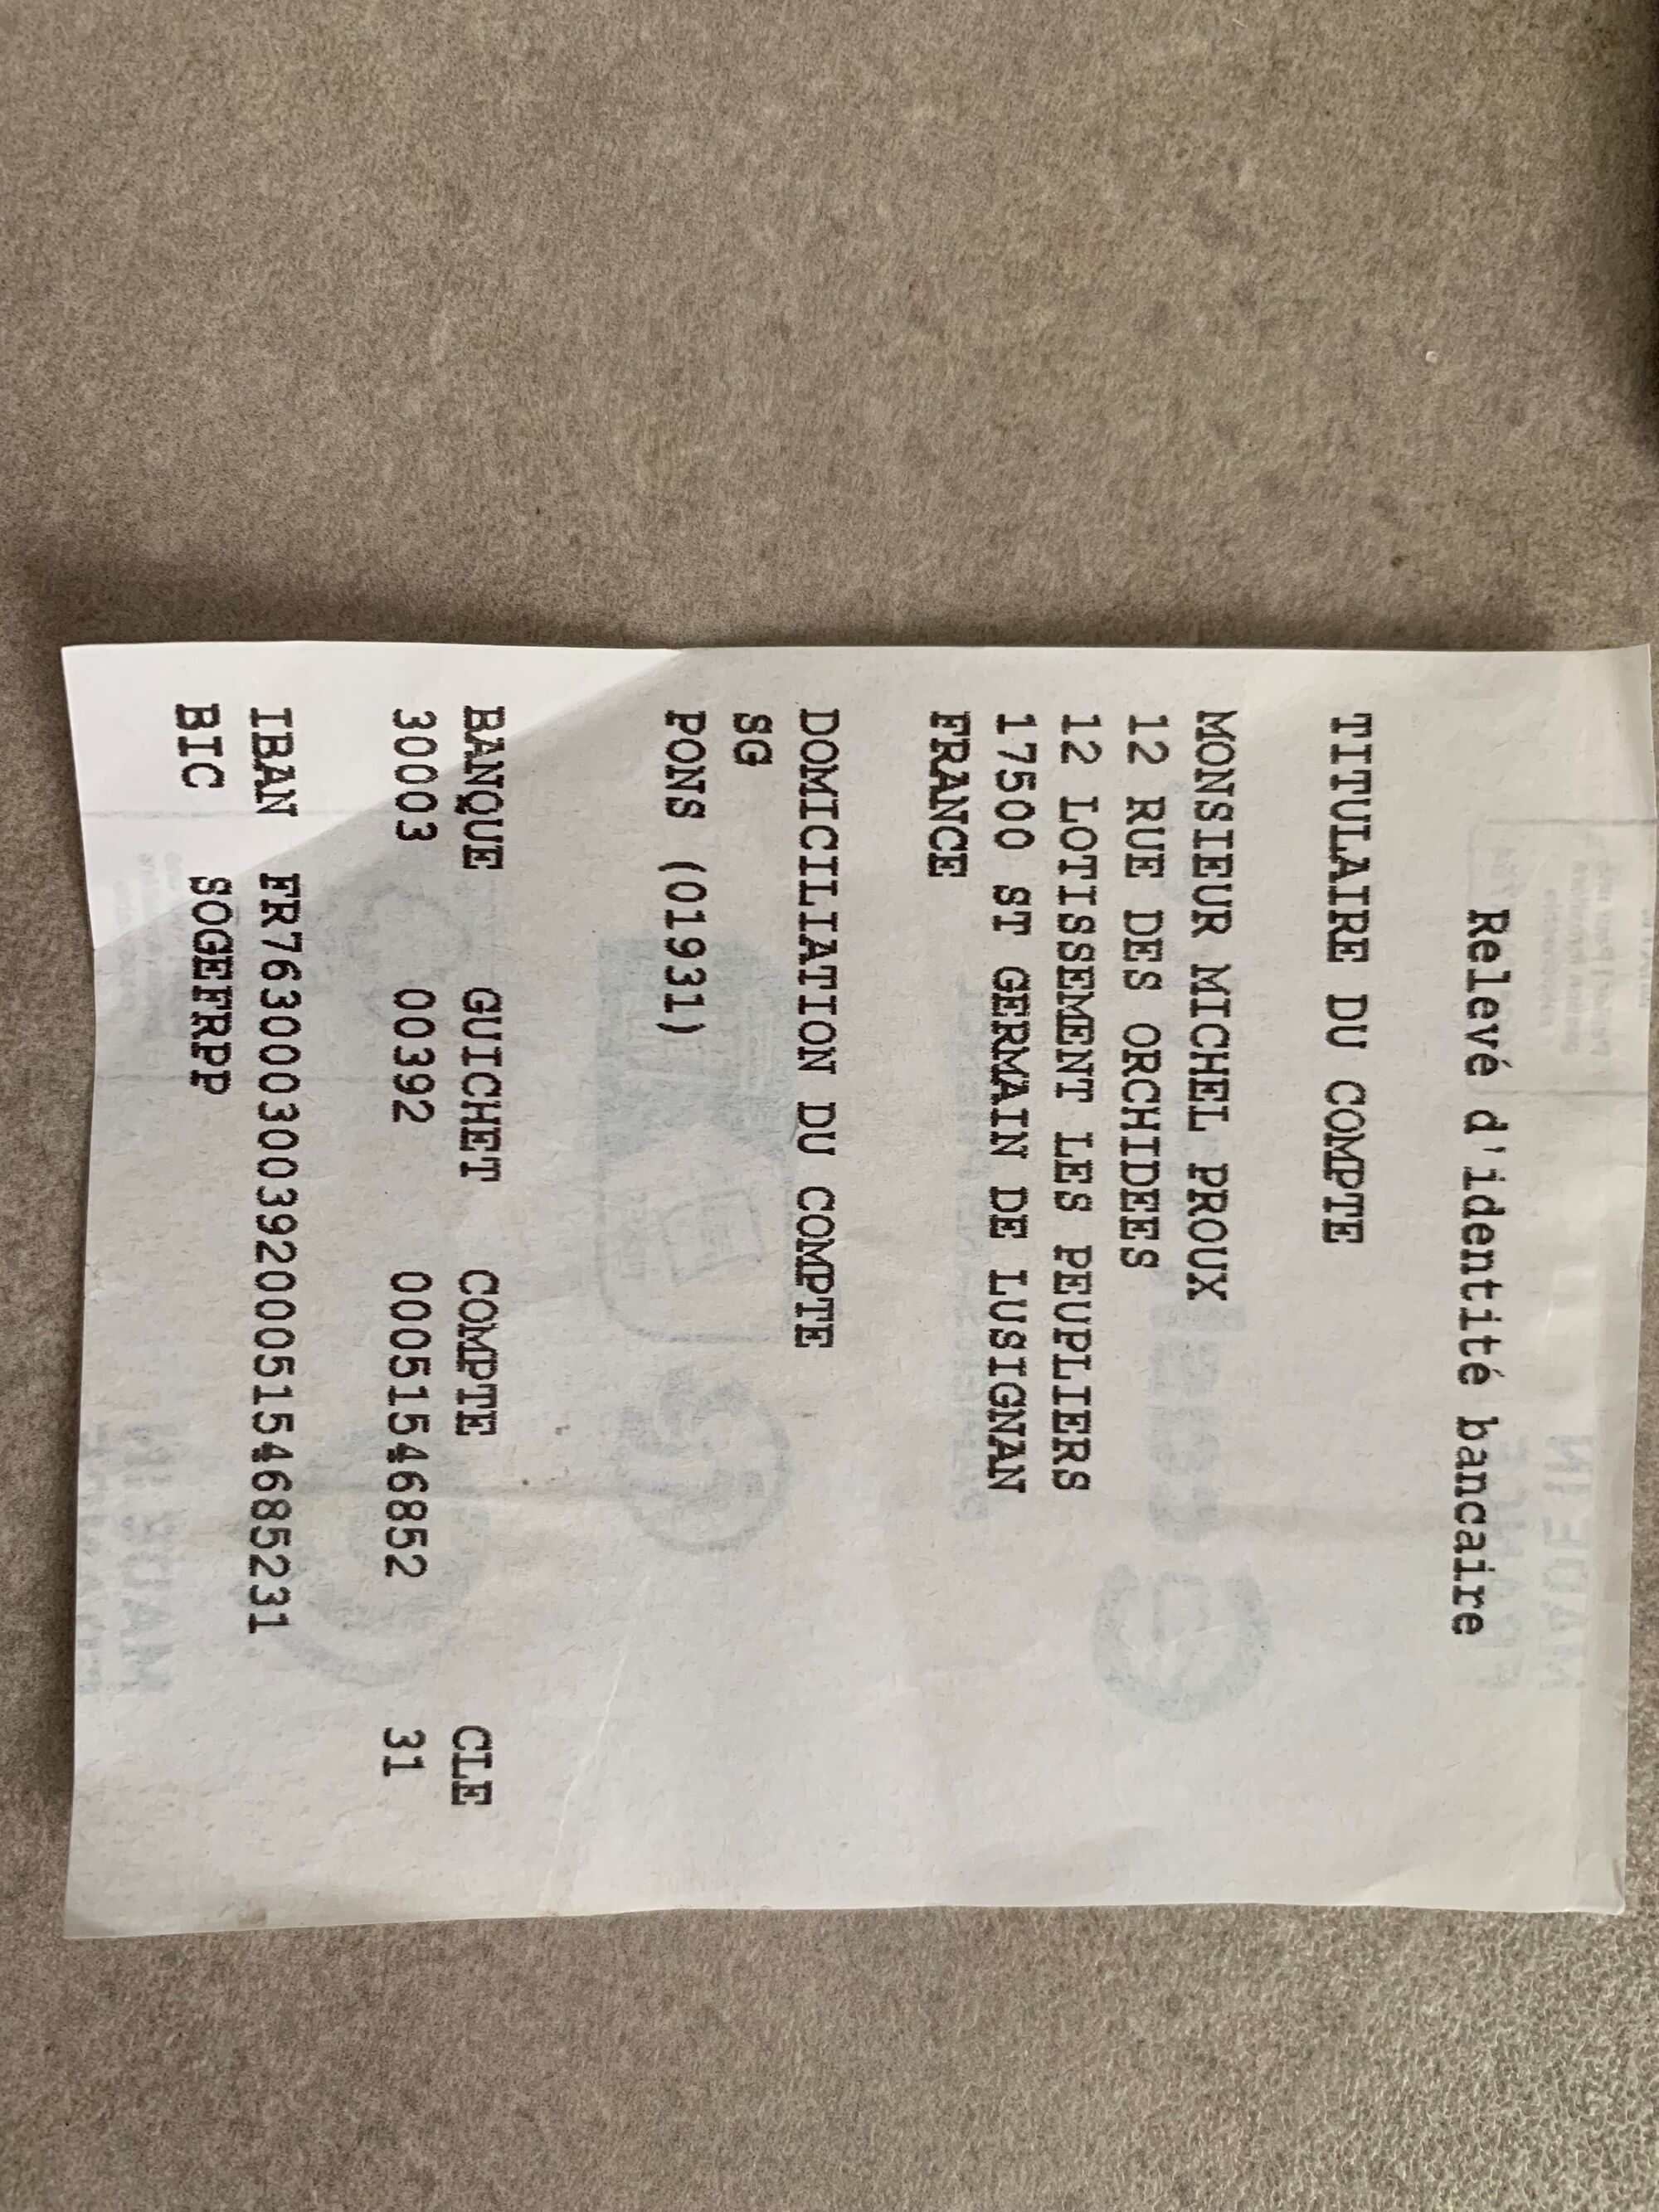 Relevé d'identité bancaire
TITULAIRE DU COMPTE
MONSIEUR MICHEL PROUX
12 RUE DES ORCHIDEES
12 LOTISSEMENT LES PEUPLIERS
17500 ST GERMAIN DE LUSIGNAN
FRANCE
DOMICILIATION DU COMPTE
SG
PONS (01931)
BANQUE GUICHET COMPTE CLE
30003 00392 00051546852 31
IBAN FR7630003003920005154685231
BIC SOGEFRPP